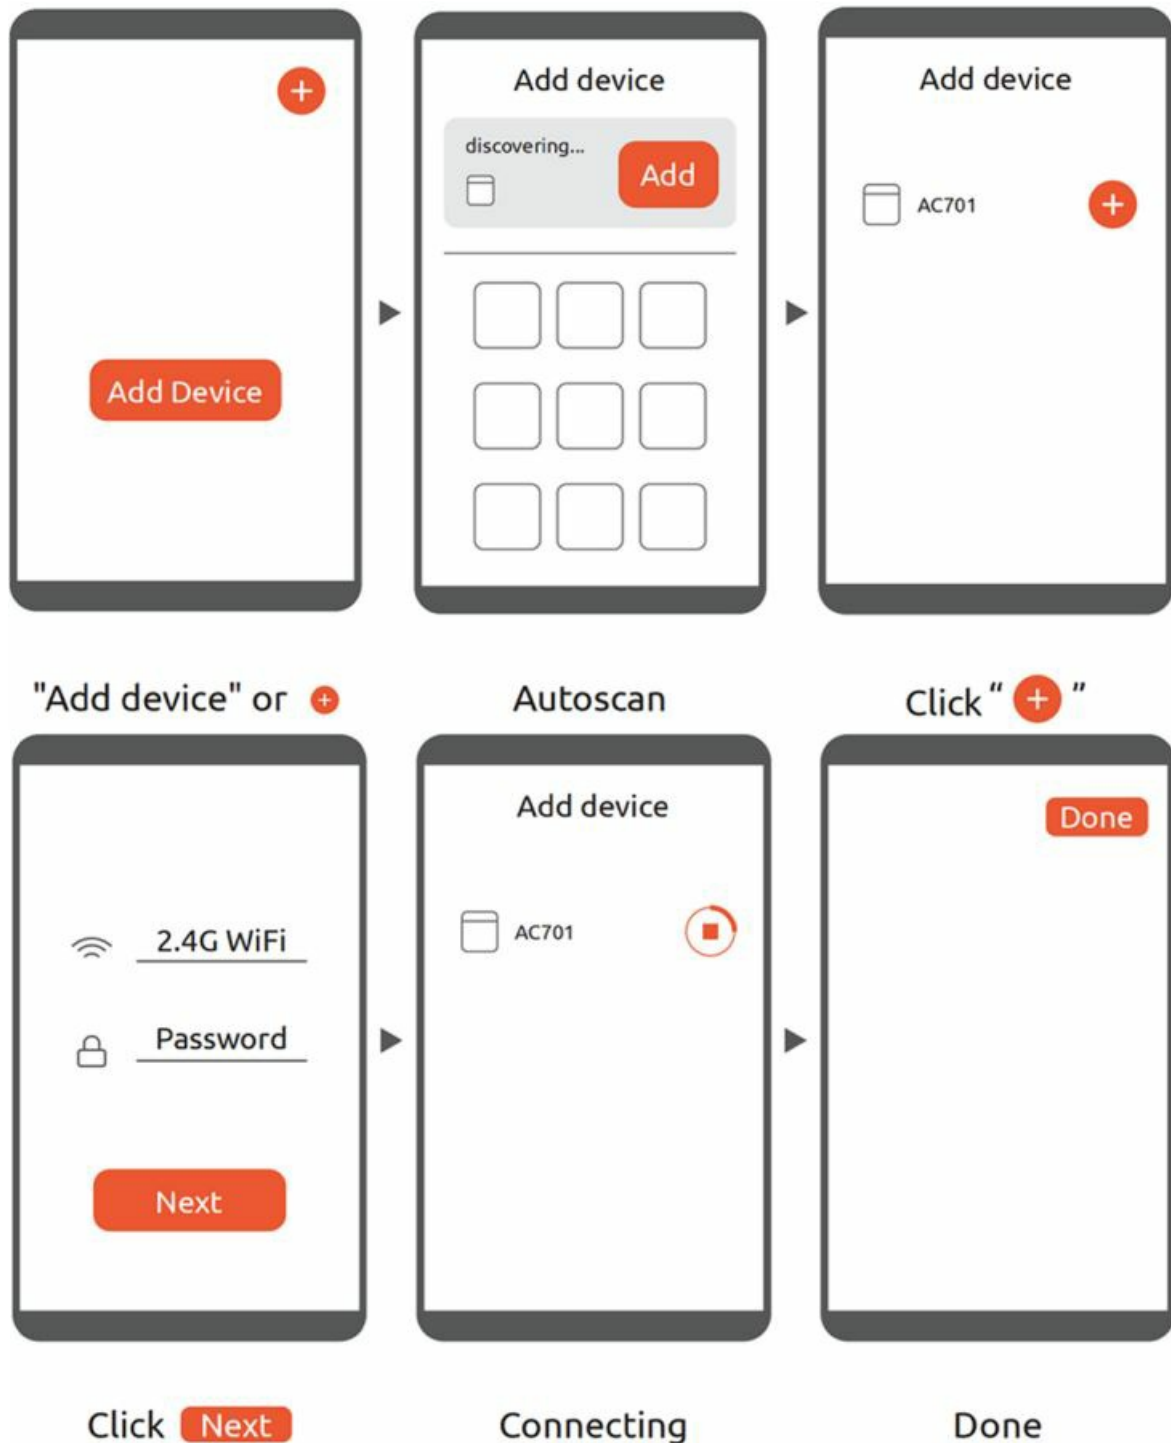 +
Add Device
Add device
discovering...
Add
Add device
AC701
+
"Add device" or +
Autoscan
Click “ + ”
2.4G WiFi
Password
Next
Add device
AC701
Done
Click Next
Connecting
Done